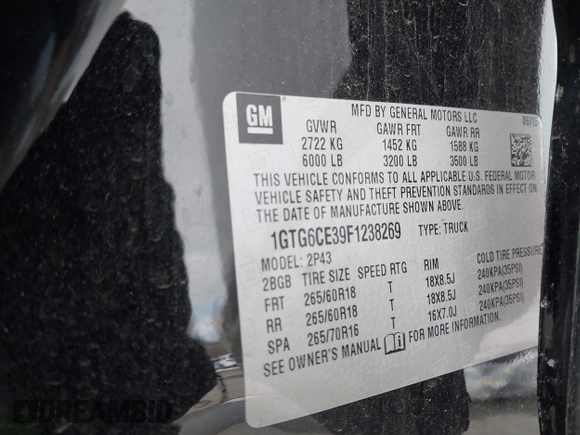 MFD BY GENERAL MOTORS LLC
06/15
GM
GVWR GAWR FRT GAWR RR
2722 KG 1452 KG 1588 KG
6000 LB 3200 LB 3500 LB
THIS VEHICLE CONFORMS TO ALL APPLICABLE U.S. FEDERAL MOTOR
VEHICLE SAFETY AND THEFT PREVENTION STANDARDS IN EFFECT ON
THE DATE OF MANUFACTURE SHOWN ABOVE.
1GTG6CE39F1238269 TYPE: TRUCK
MODEL: 2P43
2BGB TIRE SIZE SPEED RTG RIM COLD TIRE PRESSURE
FRT 265/60R18 T 18X8.5J 240KPA(35PSI)
RR 265/60R18 T 18X8.5J 240KPA(35PSI)
SPA 265/70R16 T 16X7.0J 240KPA(35PSI)
SEE OWNER'S MANUAL FOR MORE INFORMATION.
DREAMBID